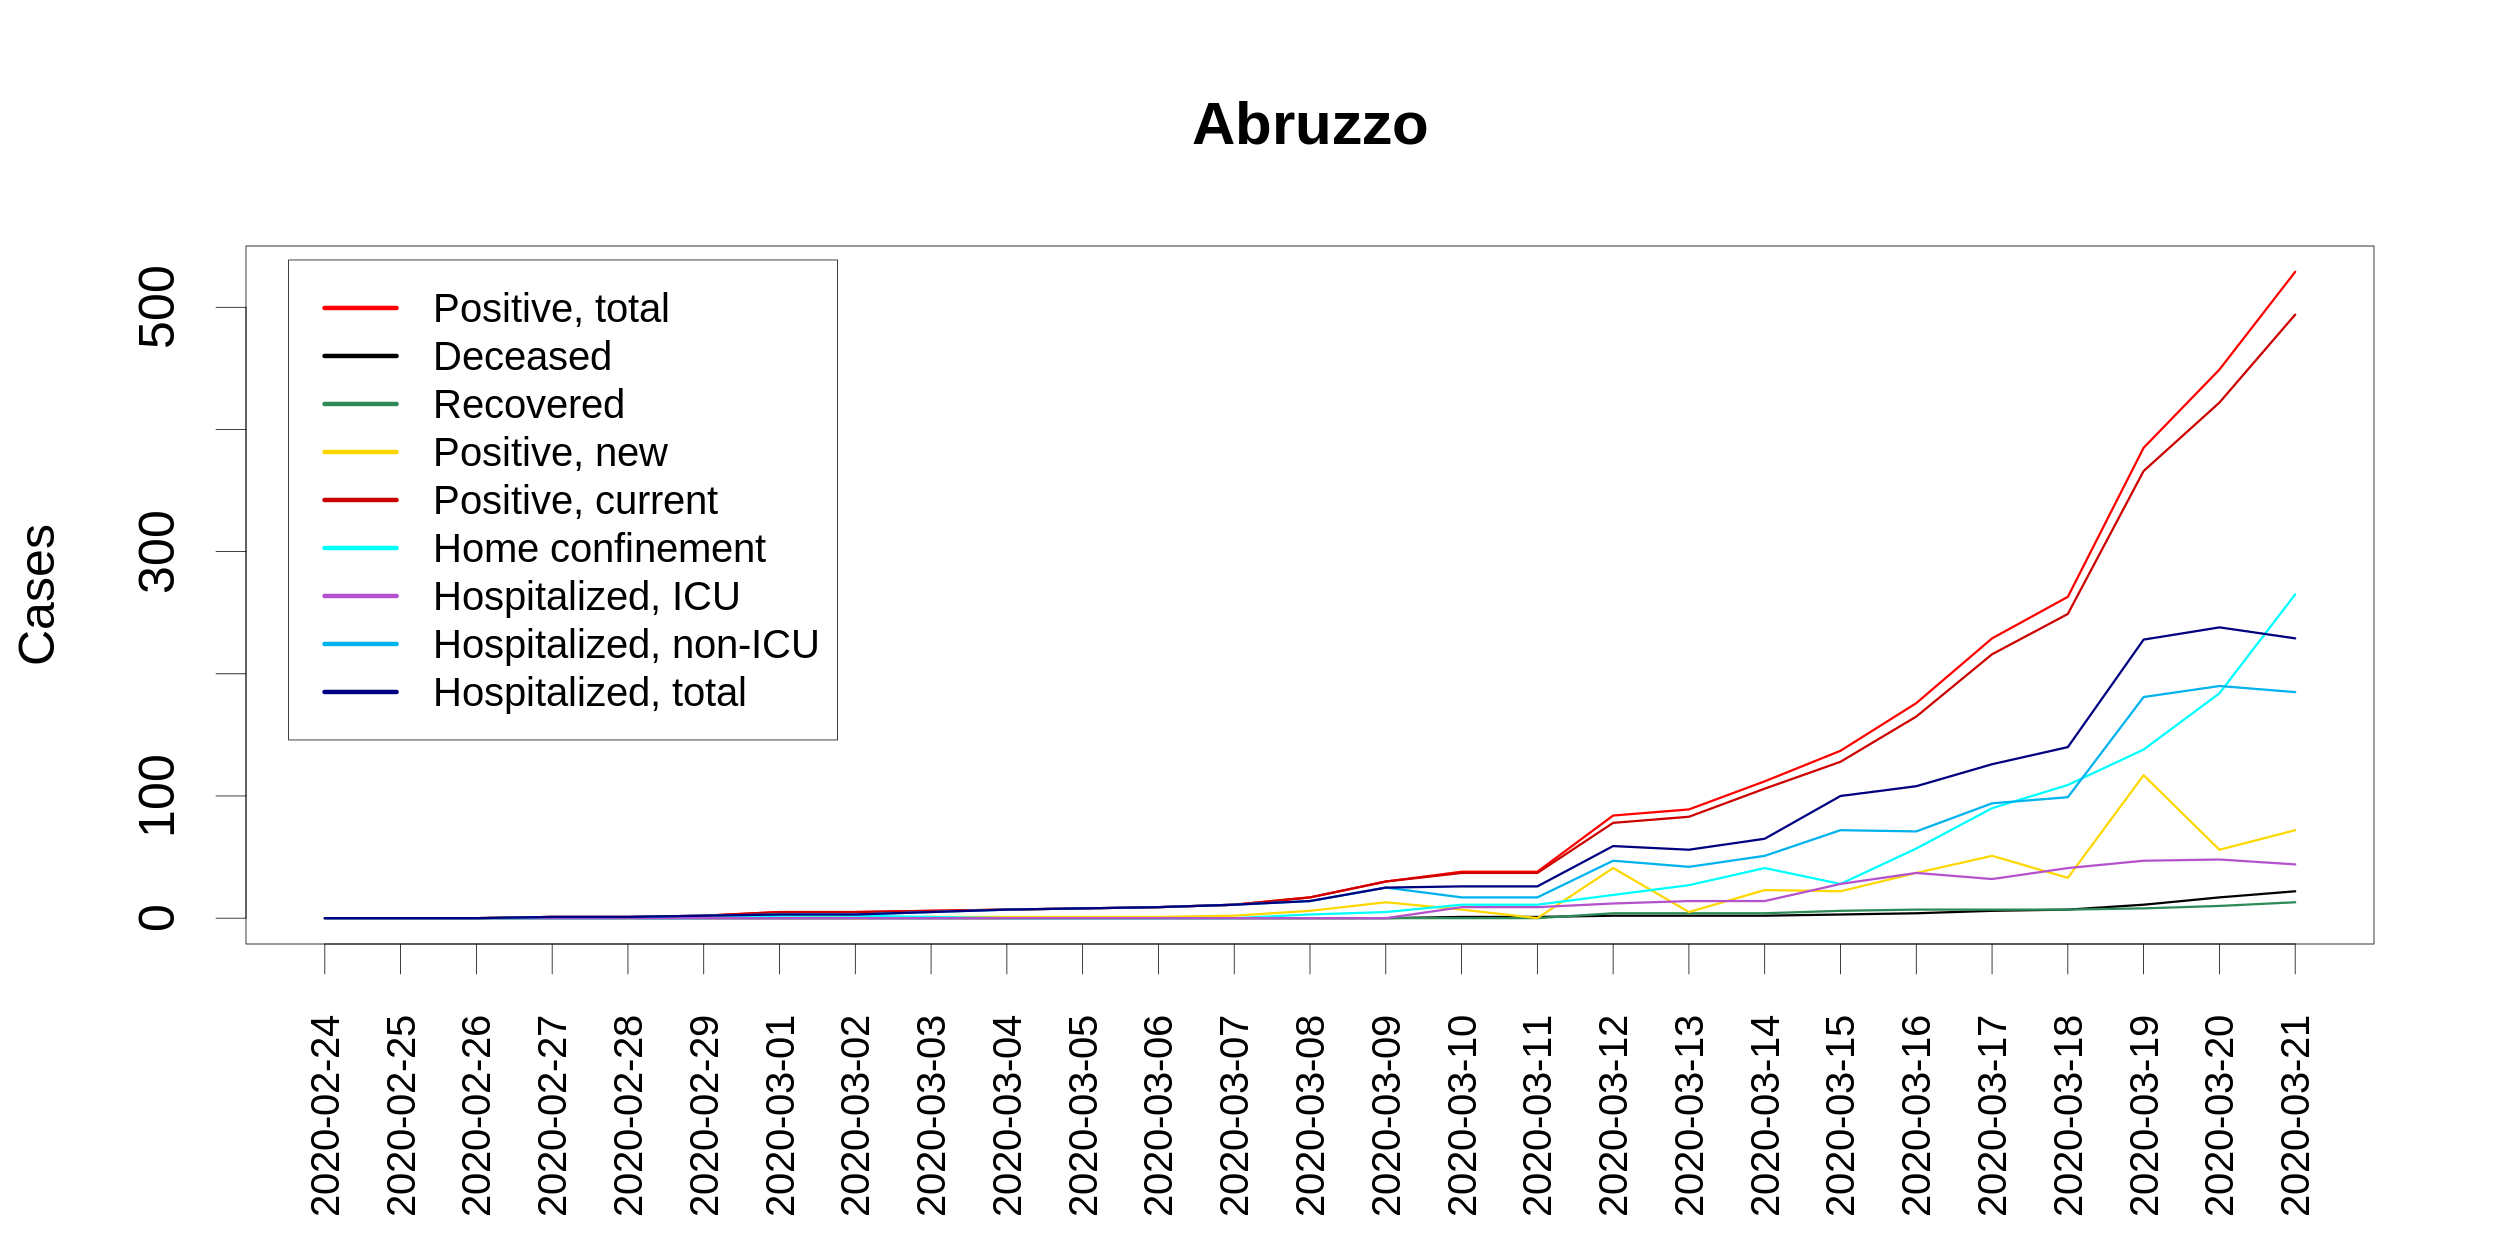 Abruzzo
Cases
500
300
100
0
Positive, total
Deceased
Recovered
Positive, new
Positive, current
Home confinement
Hospitalized, ICU
Hospitalized, non-ICU
Hospitalized, total
2020-02-24
2020-02-25
2020-02-26
2020-02-27
2020-02-28
2020-02-29
2020-03-01
2020-03-02
2020-03-03
2020-03-04
2020-03-05
2020-03-06
2020-03-07
2020-03-08
2020-03-09
2020-03-10
2020-03-11
2020-03-12
2020-03-13
2020-03-14
2020-03-15
2020-03-16
2020-03-17
2020-03-18
2020-03-19
2020-03-20
2020-03-21